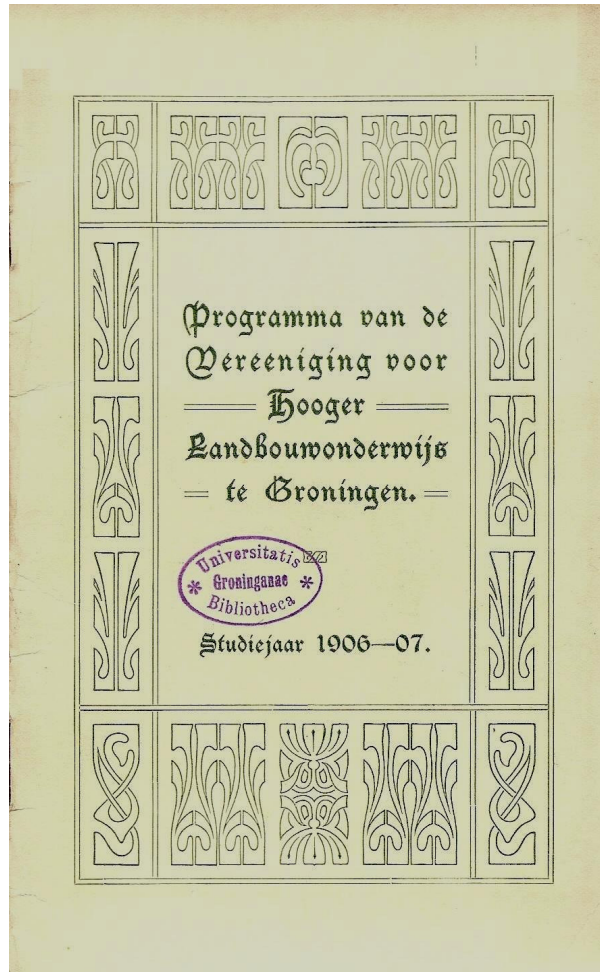 Programma van de
Vereeniging voor
Hooger
Landbouwonderwijs
te Groningen.
Universitatis
* Groninganae *
Bibliotheca
Studiejaar 1906—07.